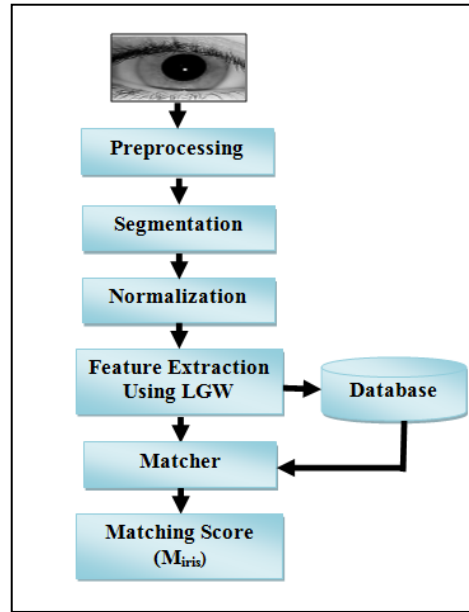 Preprocessing
Segmentation
Normalization
Feature Extraction
Using LGW
Database
Matcher
Matching Score
(Miris)